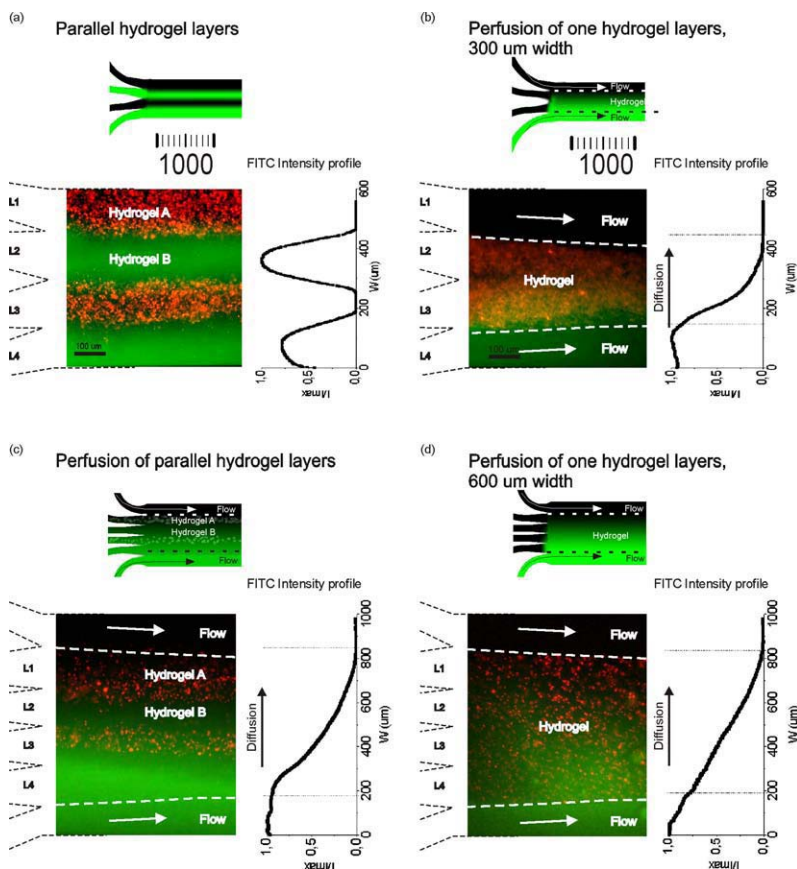 (a)
Parallel hydrogel layers
1000
FITC Intensity profile
L1
L2
L3
L4
Hydrogel A
Hydrogel B
100 um
600
400
200
0
W (um)
1,0
0,5
0,0
I/Imax
(b)
Perfusion of one hydrogel layers,
300 um width
Flow
Hydrogel
Flow
1000
FITC Intensity profile
L1
L2
L3
L4
Flow
Hydrogel
Flow
100 um
Diffusion
600
400
200
0
W (um)
1,0
0,5
0,0
I/Imax
(c)
Perfusion of parallel hydrogel layers
Flow
Hydrogel A
Hydrogel B
Flow
FITC Intensity profile
L1
L2
L3
L4
Flow
Hydrogel A
Hydrogel B
Flow
Diffusion
1000
800
600
400
200
0
W (um)
1,0
0,5
0,0
I/Imax
(d)
Perfusion of one hydrogel layers,
600 um width
Flow
Hydrogel
Flow
FITC Intensity profile
L1
L2
L3
L4
Flow
Hydrogel
Flow
Diffusion
1000
800
600
400
200
0
W (um)
1,0
0,5
0,0
I/Imax